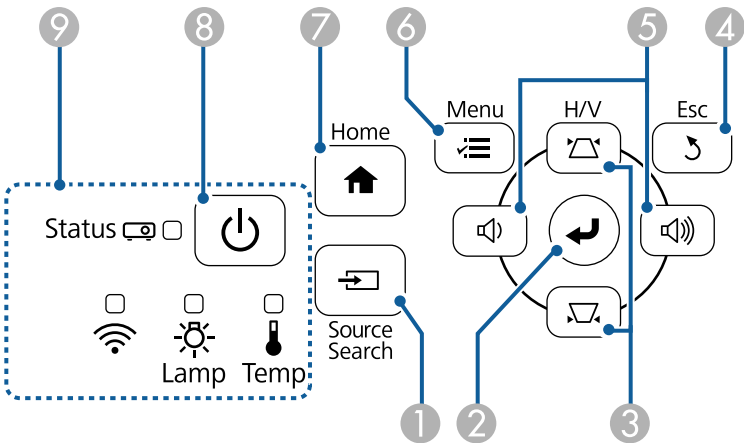 9 8 7 6 5 4
Menu H/V Esc
Home
Status
Source
Search
Lamp Temp
1 2 3